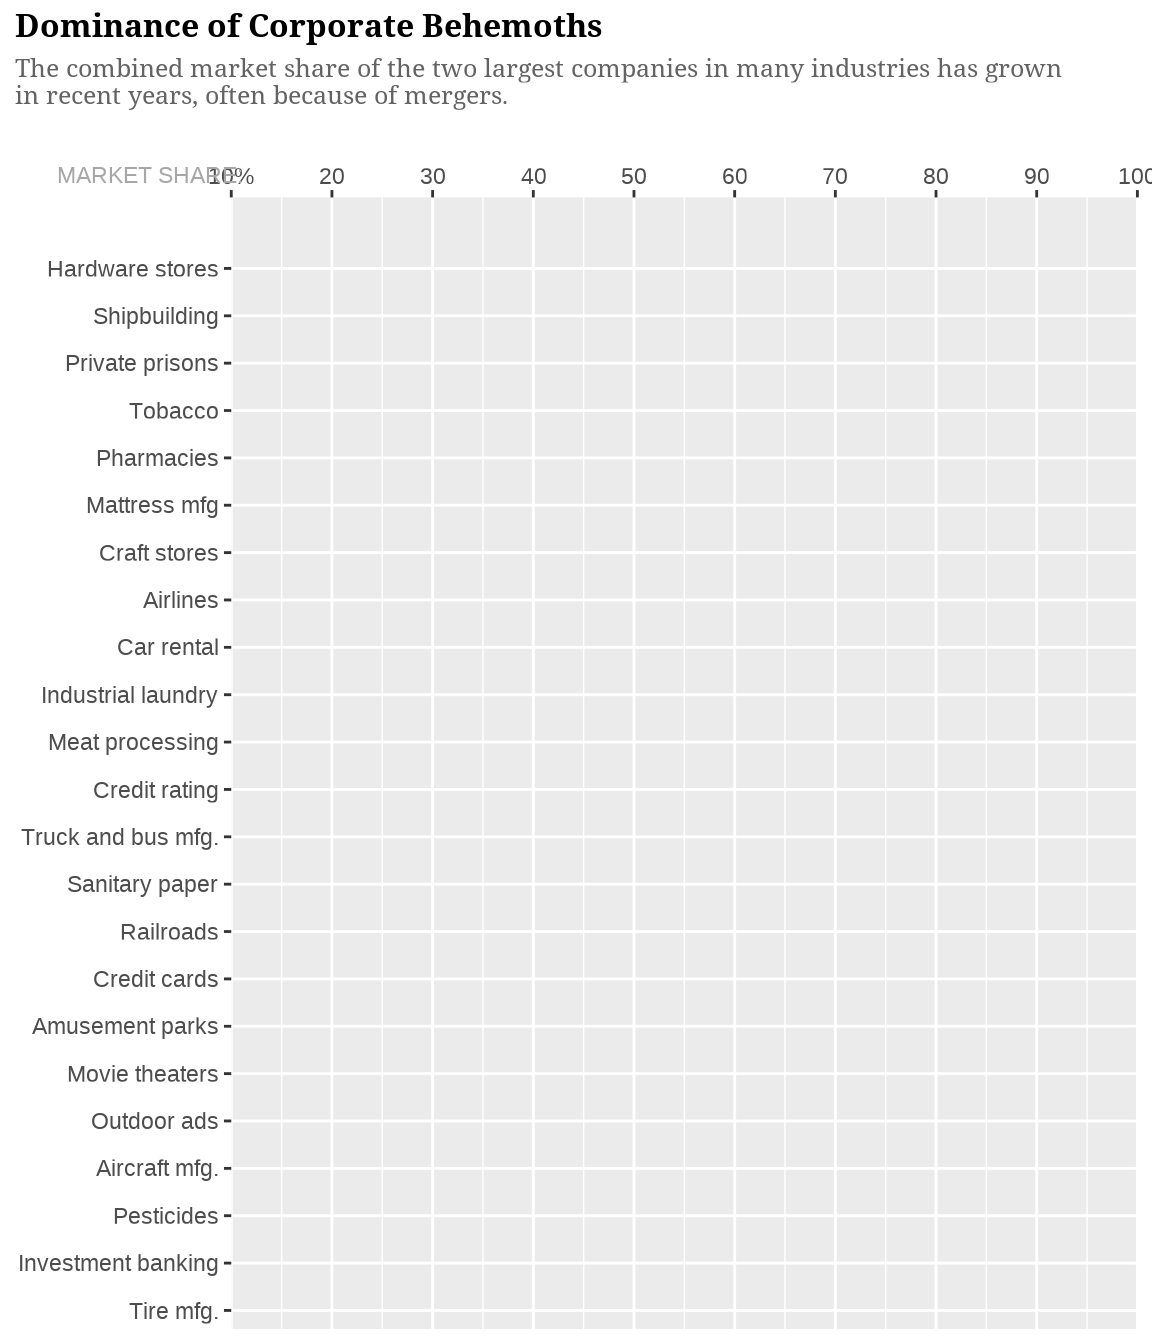 Dominance of Corporate Behemoths
The combined market share of the two largest companies in many industries has grown
in recent years, often because of mergers.
MARKET SHARE 10% 20 30 40 50 60 70 80 90 100
Hardware stores
Shipbuilding
Private prisons
Tobacco
Pharmacies
Mattress mfg
Craft stores
Airlines
Car rental
Industrial laundry
Meat processing
Credit rating
Truck and bus mfg.
Sanitary paper
Railroads
Credit cards
Amusement parks
Movie theaters
Outdoor ads
Aircraft mfg.
Pesticides
Investment banking
Tire mfg.